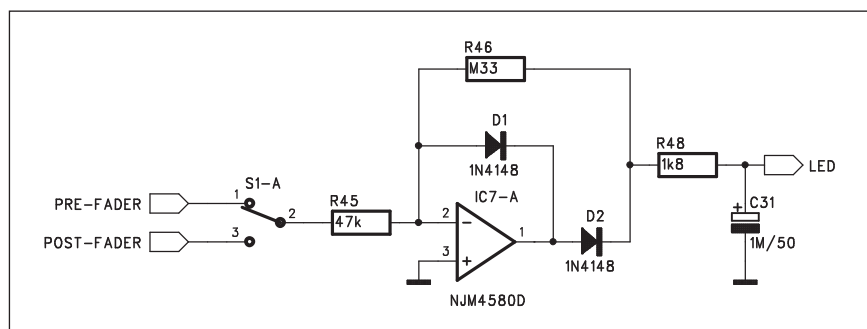 R46
M33
D1
1N4148
R48
1k8
LED
S1-A
PRE-FADER
1
2
R45
47k
IC7-A
2
1
D2
C31
+
POST-FADER
3
3
1N4148
1M/50
NJM4580D